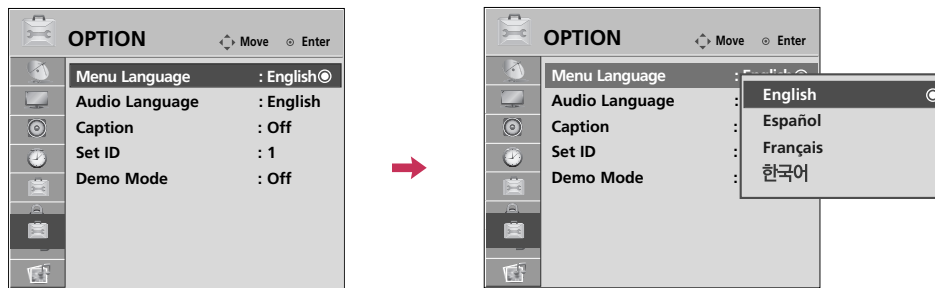 OPTION
Move Enter
Menu Language : English
Audio Language : English
Caption : Off
Set ID : 1
Demo Mode : Off
OPTION
Move Enter
Menu Language :
Audio Language :
Caption :
Set ID :
Demo Mode :
English
Español
Français
한국어